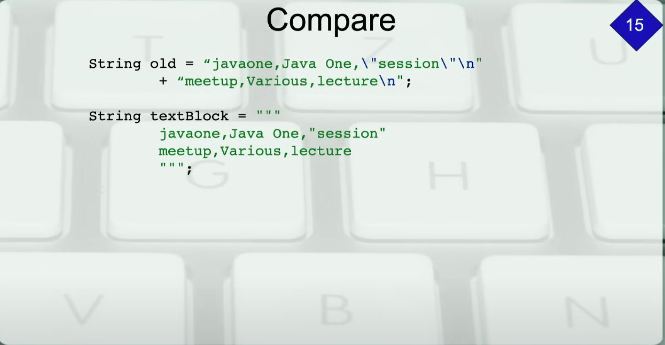 Compare
15
String old = “javaone,Java One,\"session\"\n"
+ “meetup,Various,lecture\n";
String textBlock = """
javaone,Java One,"session"
meetup,Various,lecture
""";
T
Z
U
G
H
V
B
N